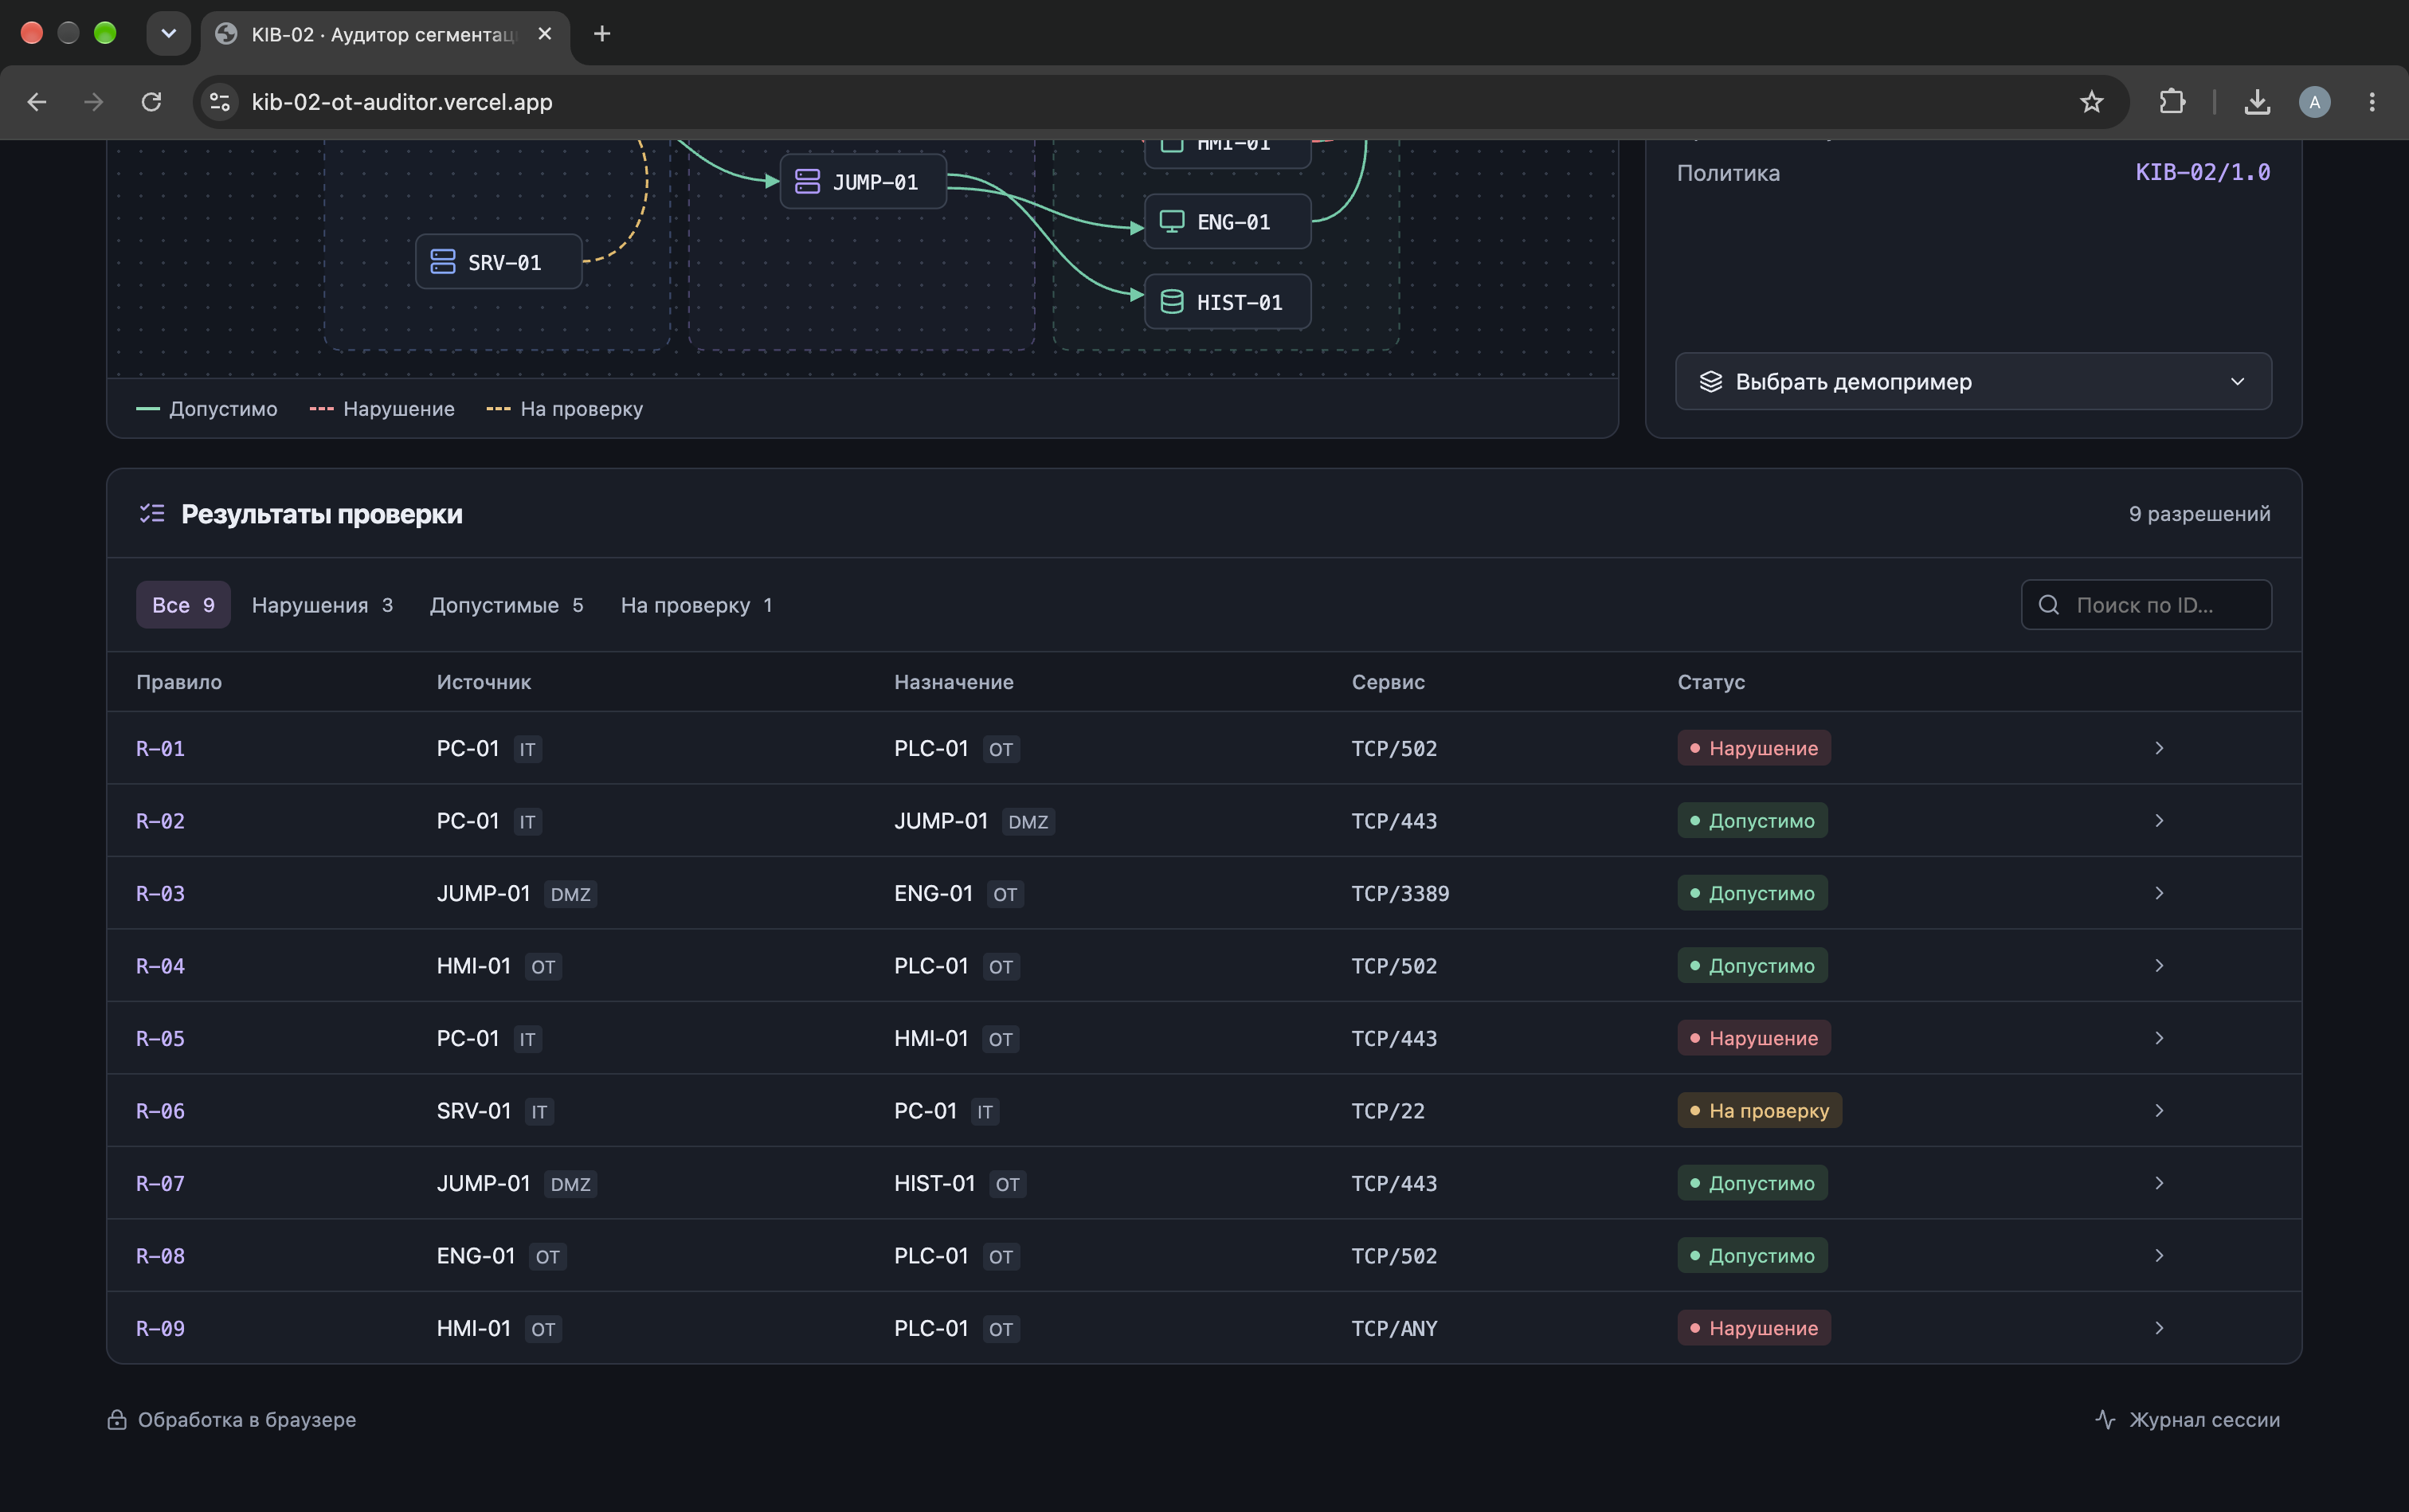 KIB-02 · Аудитор сегментац
kib-02-ot-auditor.vercel.app
A
HMI-01
JUMP-01
ENG-01
SRV-01
HIST-01
Политика KIB-02/1.0
Выбрать демопример
Допустимо Нарушение На проверку
Результаты проверки 9 разрешений
Все 9 Нарушения 3 Допустимые 5 На проверку 1 Поиск по ID...
Правило Источник Назначение Сервис Статус
R-01 PC-01 IT PLC-01 OT TCP/502 Нарушение
R-02 PC-01 IT JUMP-01 DMZ TCP/443 Допустимо
R-03 JUMP-01 DMZ ENG-01 OT TCP/3389 Допустимо
R-04 HMI-01 OT PLC-01 OT TCP/502 Допустимо
R-05 PC-01 IT HMI-01 OT TCP/443 Нарушение
R-06 SRV-01 IT PC-01 IT TCP/22 На проверку
R-07 JUMP-01 DMZ HIST-01 OT TCP/443 Допустимо
R-08 ENG-01 OT PLC-01 OT TCP/502 Допустимо
R-09 HMI-01 OT PLC-01 OT TCP/ANY Нарушение
Обработка в браузере Журнал сессии